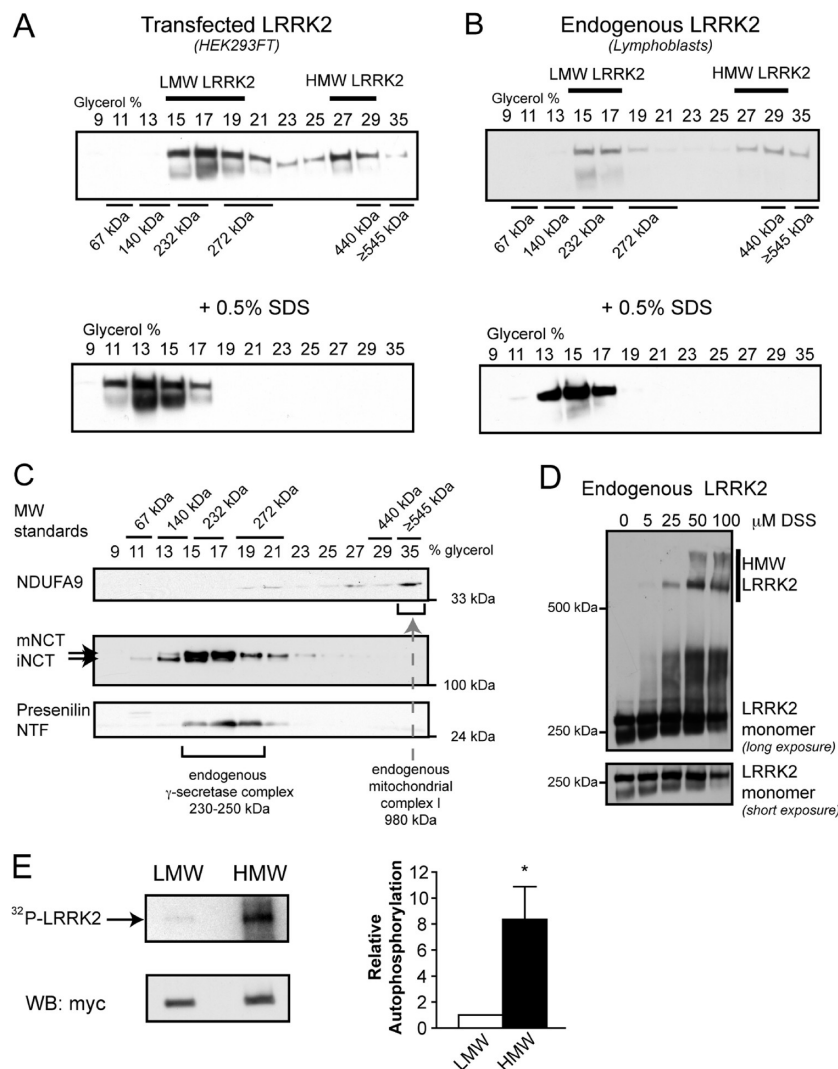 A
Transfected LRRK2
(HEK293FT)
LMW LRRK2 HMW LRRK2
Glycerol %
9 11 13 15 17 19 21 23 25 27 29 35
67 kDa 140 kDa 232 kDa 272 kDa 440 kDa ≥545 kDa
+ 0.5% SDS
Glycerol %
9 11 13 15 17 19 21 23 25 27 29 35
B
Endogenous LRRK2
(Lymphoblasts)
LMW LRRK2 HMW LRRK2
Glycerol %
9 11 13 15 17 19 21 23 25 27 29 35
67 kDa 140 kDa 232 kDa 272 kDa 440 kDa ≥545 kDa
+ 0.5% SDS
Glycerol %
9 11 13 15 17 19 21 23 25 27 29 35
C
MW
standards
67 kDa 140 kDa 232 kDa 272 kDa 440 kDa ≥545 kDa
9 11 13 15 17 19 21 23 25 27 29 35 % glycerol
NDUFA9
33 kDa
mNCT
iNCT
100 kDa
Presenilin
NTF
24 kDa
endogenous
γ-secretase complex
230-250 kDa
endogenous
mitochondrial
complex I
980 kDa
D
Endogenous LRRK2
0 5 25 50 100 μM DSS
HMW
LRRK2
500 kDa
250 kDa
LRRK2
monomer
(long exposure)
250 kDa
LRRK2
monomer
(short exposure)
E
LMW HMW
32P-LRRK2
WB: myc
Relative
Autophosphorylation
12
10
8
6
4
2
0
*
LMW HMW